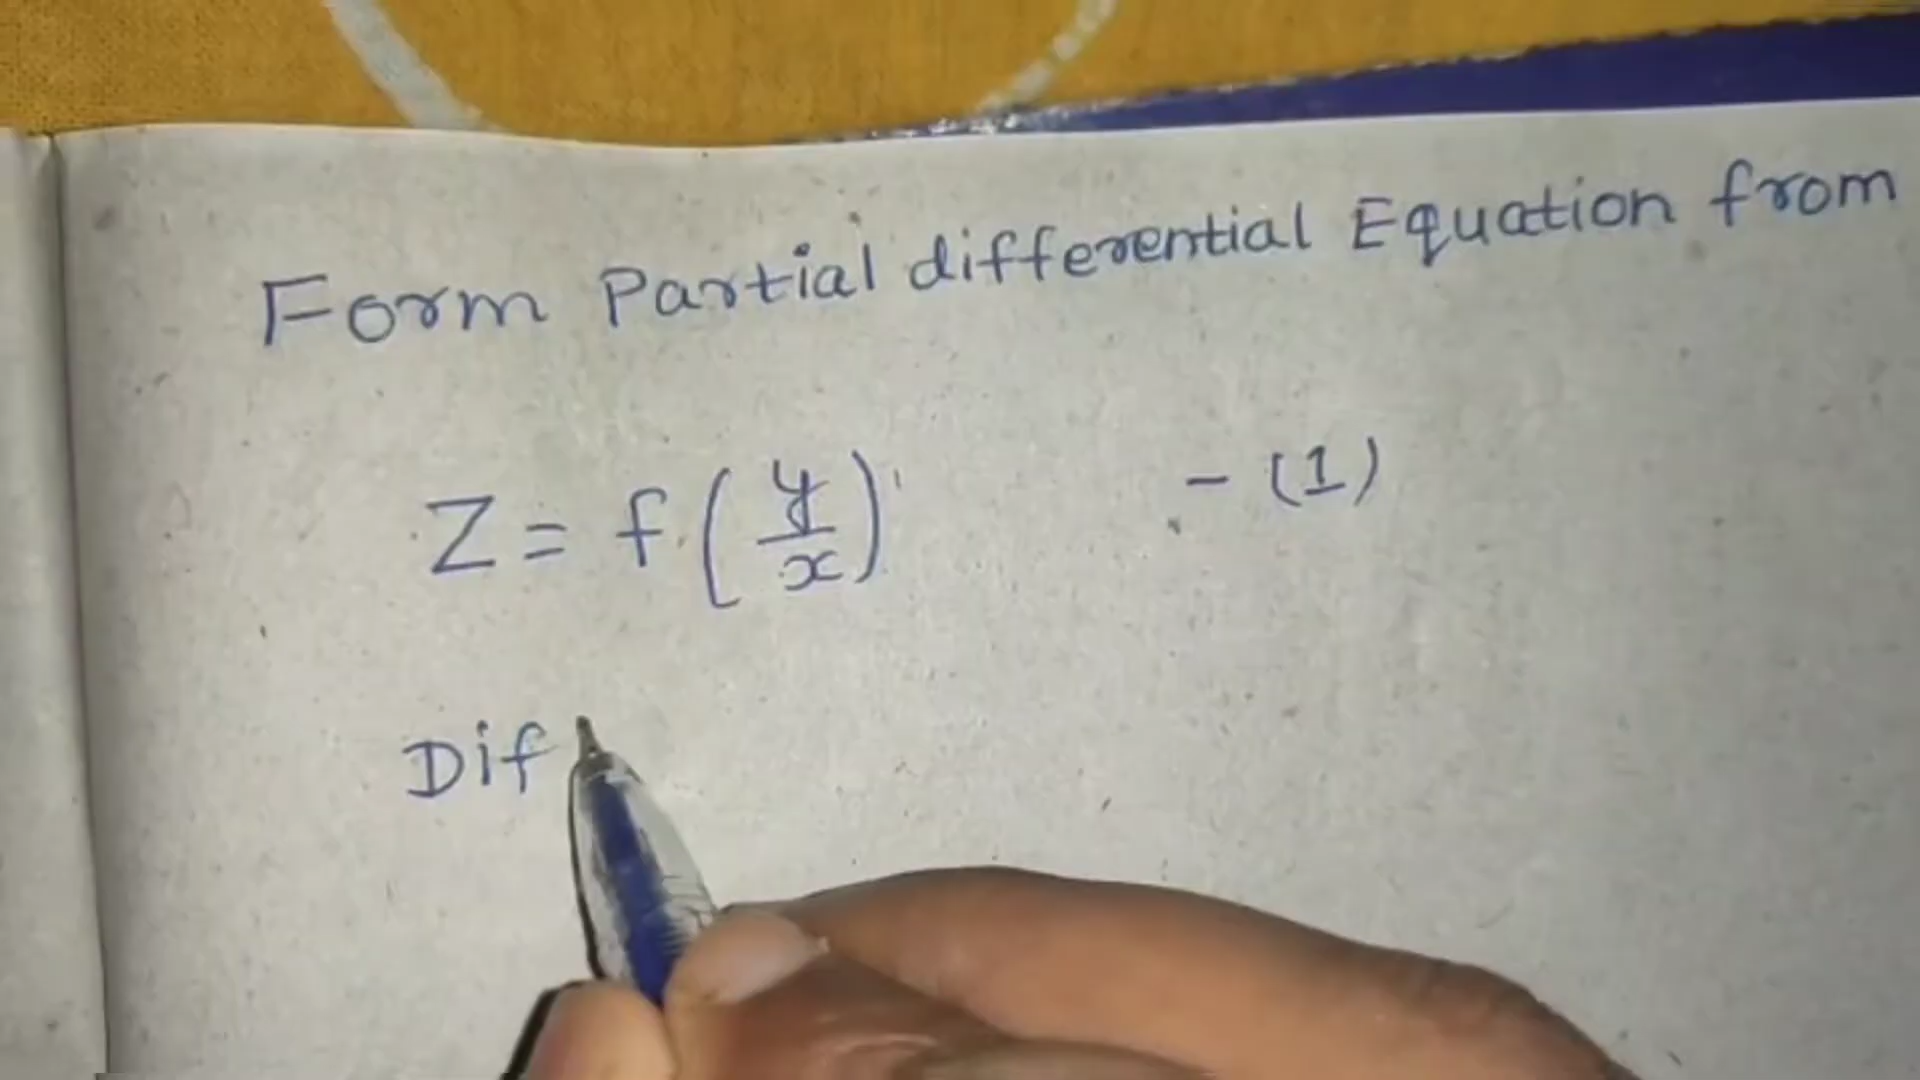 Form Partial differential Equation from
Z = f(y/x) - (1)
Dif